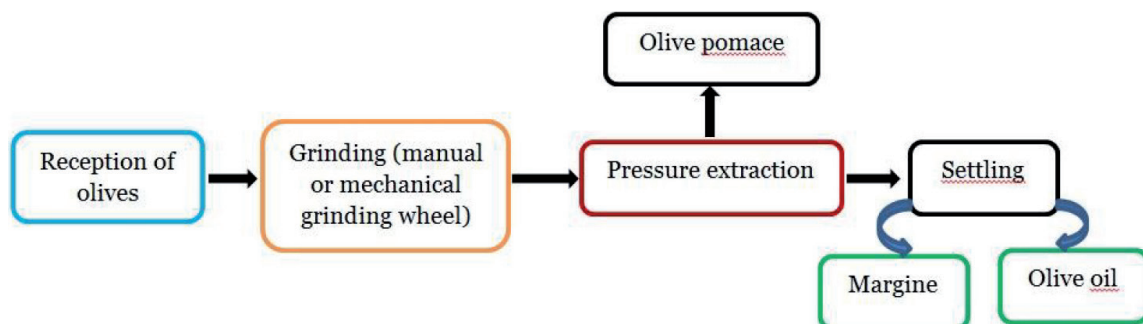 Olive pomace
Reception of
olives
Grinding (manual
or mechanical
grinding wheel)
Pressure extraction
Settling
Margine
Olive oil